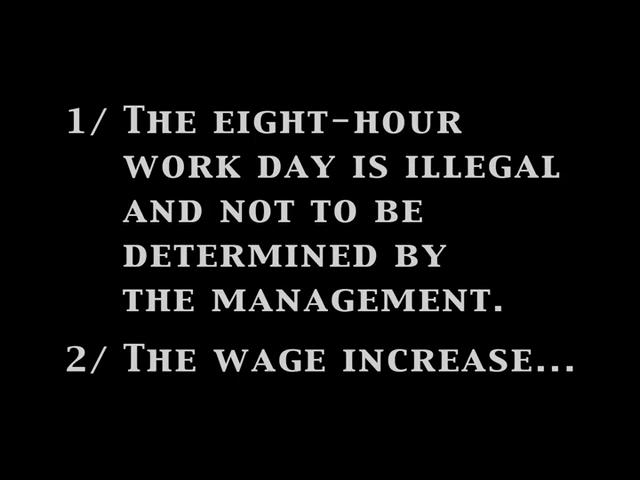 1/ The eight-hour
work day is illegal
and not to be
determined by
the management.
2/ The wage increase...